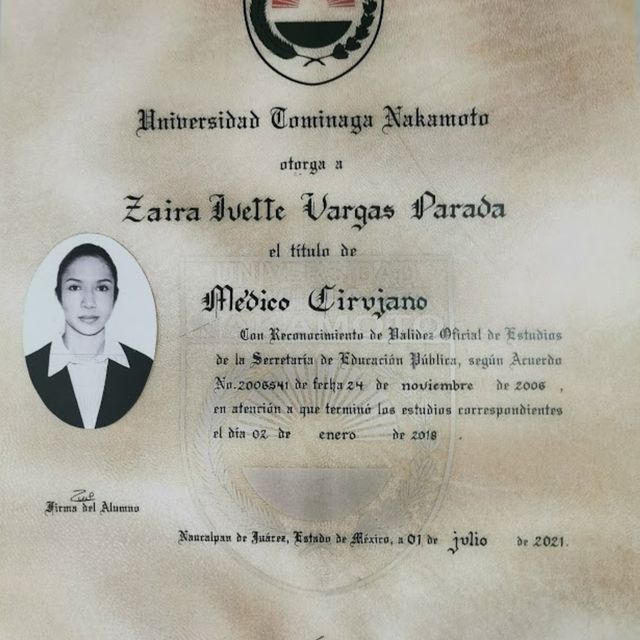 Universidad Tominaga Nakamoto
otorga a
Zaira Ivette Vargas Parada
el título de
Médico Cirujano
Con Reconocimiento de Validez Oficial de Estudios
de la Secretaría de Educación Pública, según Acuerdo
No.2006541 de fecha 24 de noviembre de 2006 ,
en atención a que terminó los estudios correspondientes
el día 02 de enero de 2018 .
Firma del Alumno
Naucalpan de Juárez, Estado de México, a 01 de julio de 2021.
UNIVERSIDAD